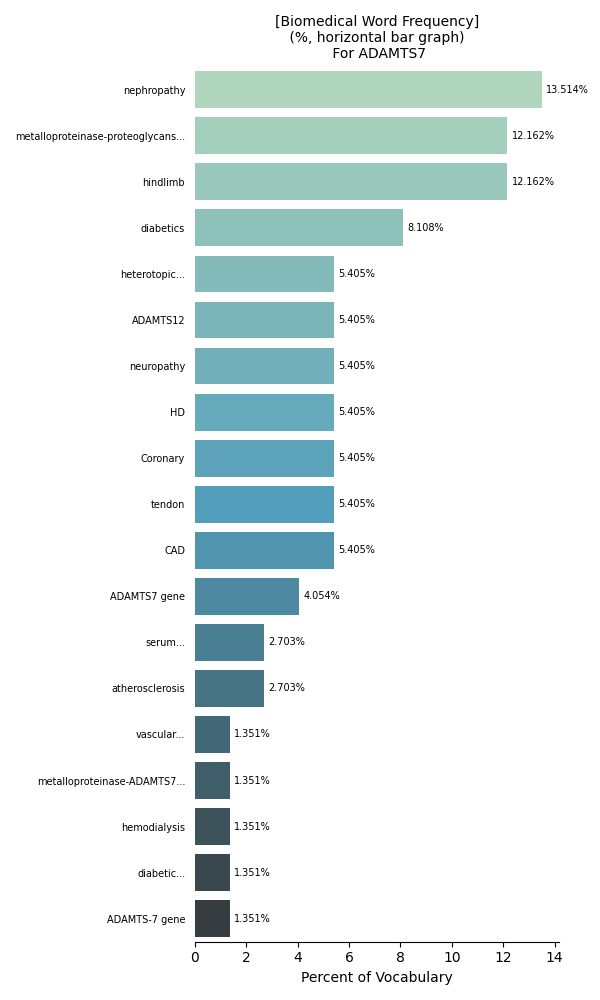 [Biomedical Word Frequency]
(%, horizontal bar graph)
For ADAMTS7
nephropathy 13.514%
metalloproteinase-proteoglycans... 12.162%
hindlimb 12.162%
diabetics 8.108%
heterotopic... 5.405%
ADAMTS12 5.405%
neuropathy 5.405%
HD 5.405%
Coronary 5.405%
tendon 5.405%
CAD 5.405%
ADAMTS7 gene 4.054%
serum... 2.703%
atherosclerosis 2.703%
vascular... 1.351%
metalloproteinase-ADAMTS7... 1.351%
hemodialysis 1.351%
diabetic... 1.351%
ADAMTS-7 gene 1.351%
0 2 4 6 8 10 12 14
Percent of Vocabulary